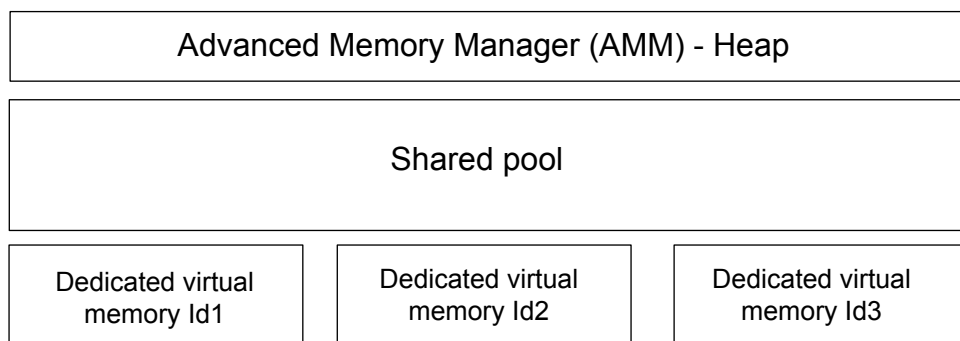 Advanced Memory Manager (AMM) - Heap
Shared pool
Dedicated virtual
memory Id1
Dedicated virtual
memory Id2
Dedicated virtual
memory Id3